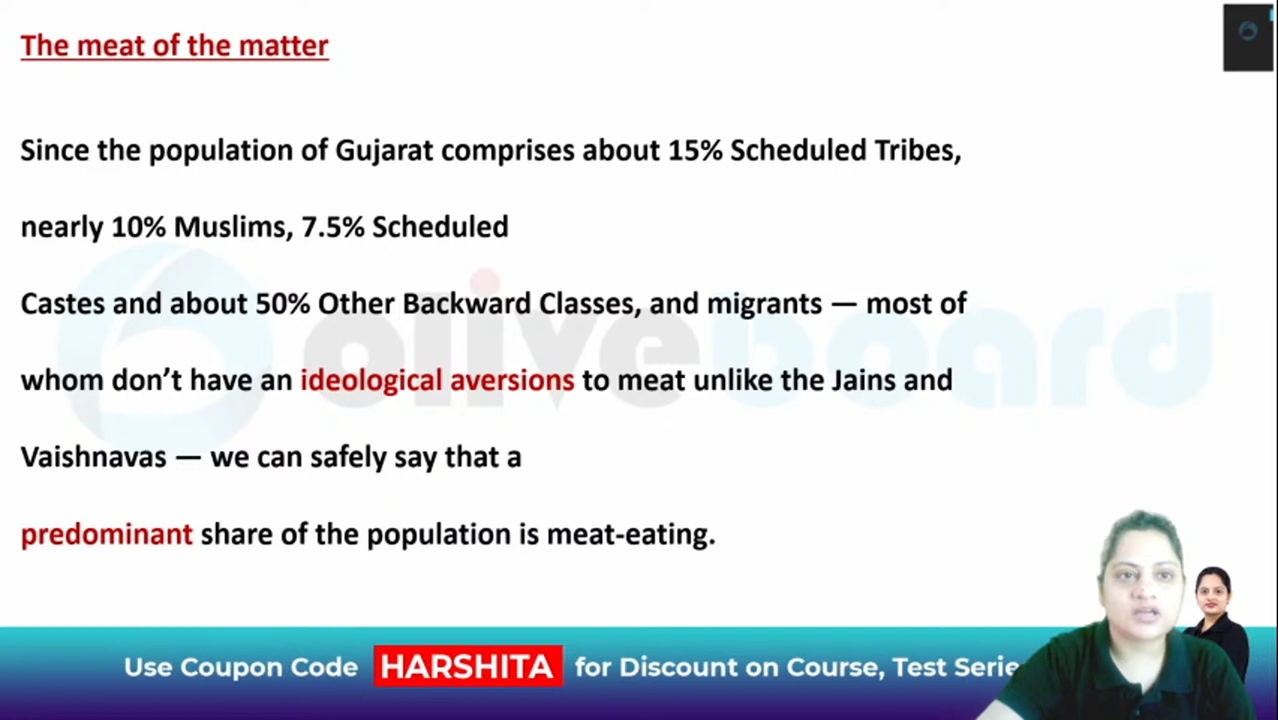 The meat of the matter
Since the population of Gujarat comprises about 15% Scheduled Tribes,
nearly 10% Muslims, 7.5% Scheduled
Castes and about 50% Other Backward Classes, and migrants — most of
whom don’t have an ideological aversions to meat unlike the Jains and
Vaishnavas — we can safely say that a
predominant share of the population is meat-eating.
oliveboard
Use Coupon Code HARSHITA for Discount on Course, Test Serie